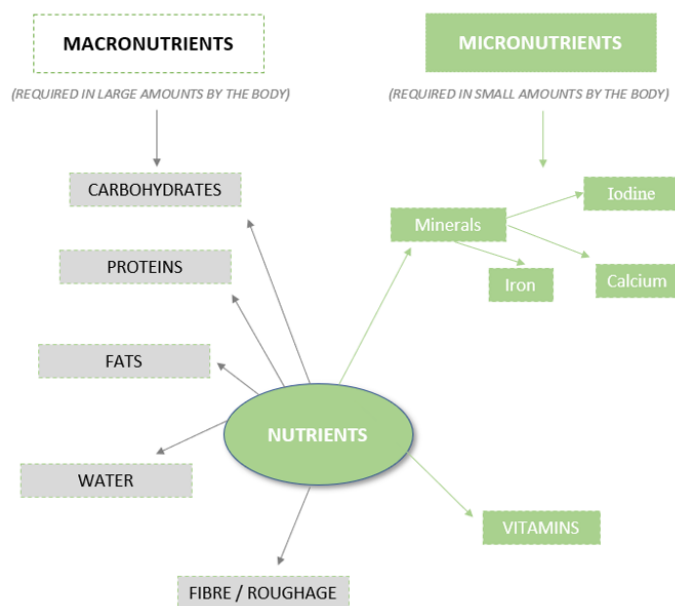 MACRONUTRIENTS
MICRONUTRIENTS
(REQUIRED IN LARGE AMOUNTS BY THE BODY)
(REQUIRED IN SMALL AMOUNTS BY THE BODY)
CARBOHYDRATES
Iodine
Minerals
PROTEINS
Iron
Calcium
FATS
NUTRIENTS
WATER
VITAMINS
FIBRE / ROUGHAGE